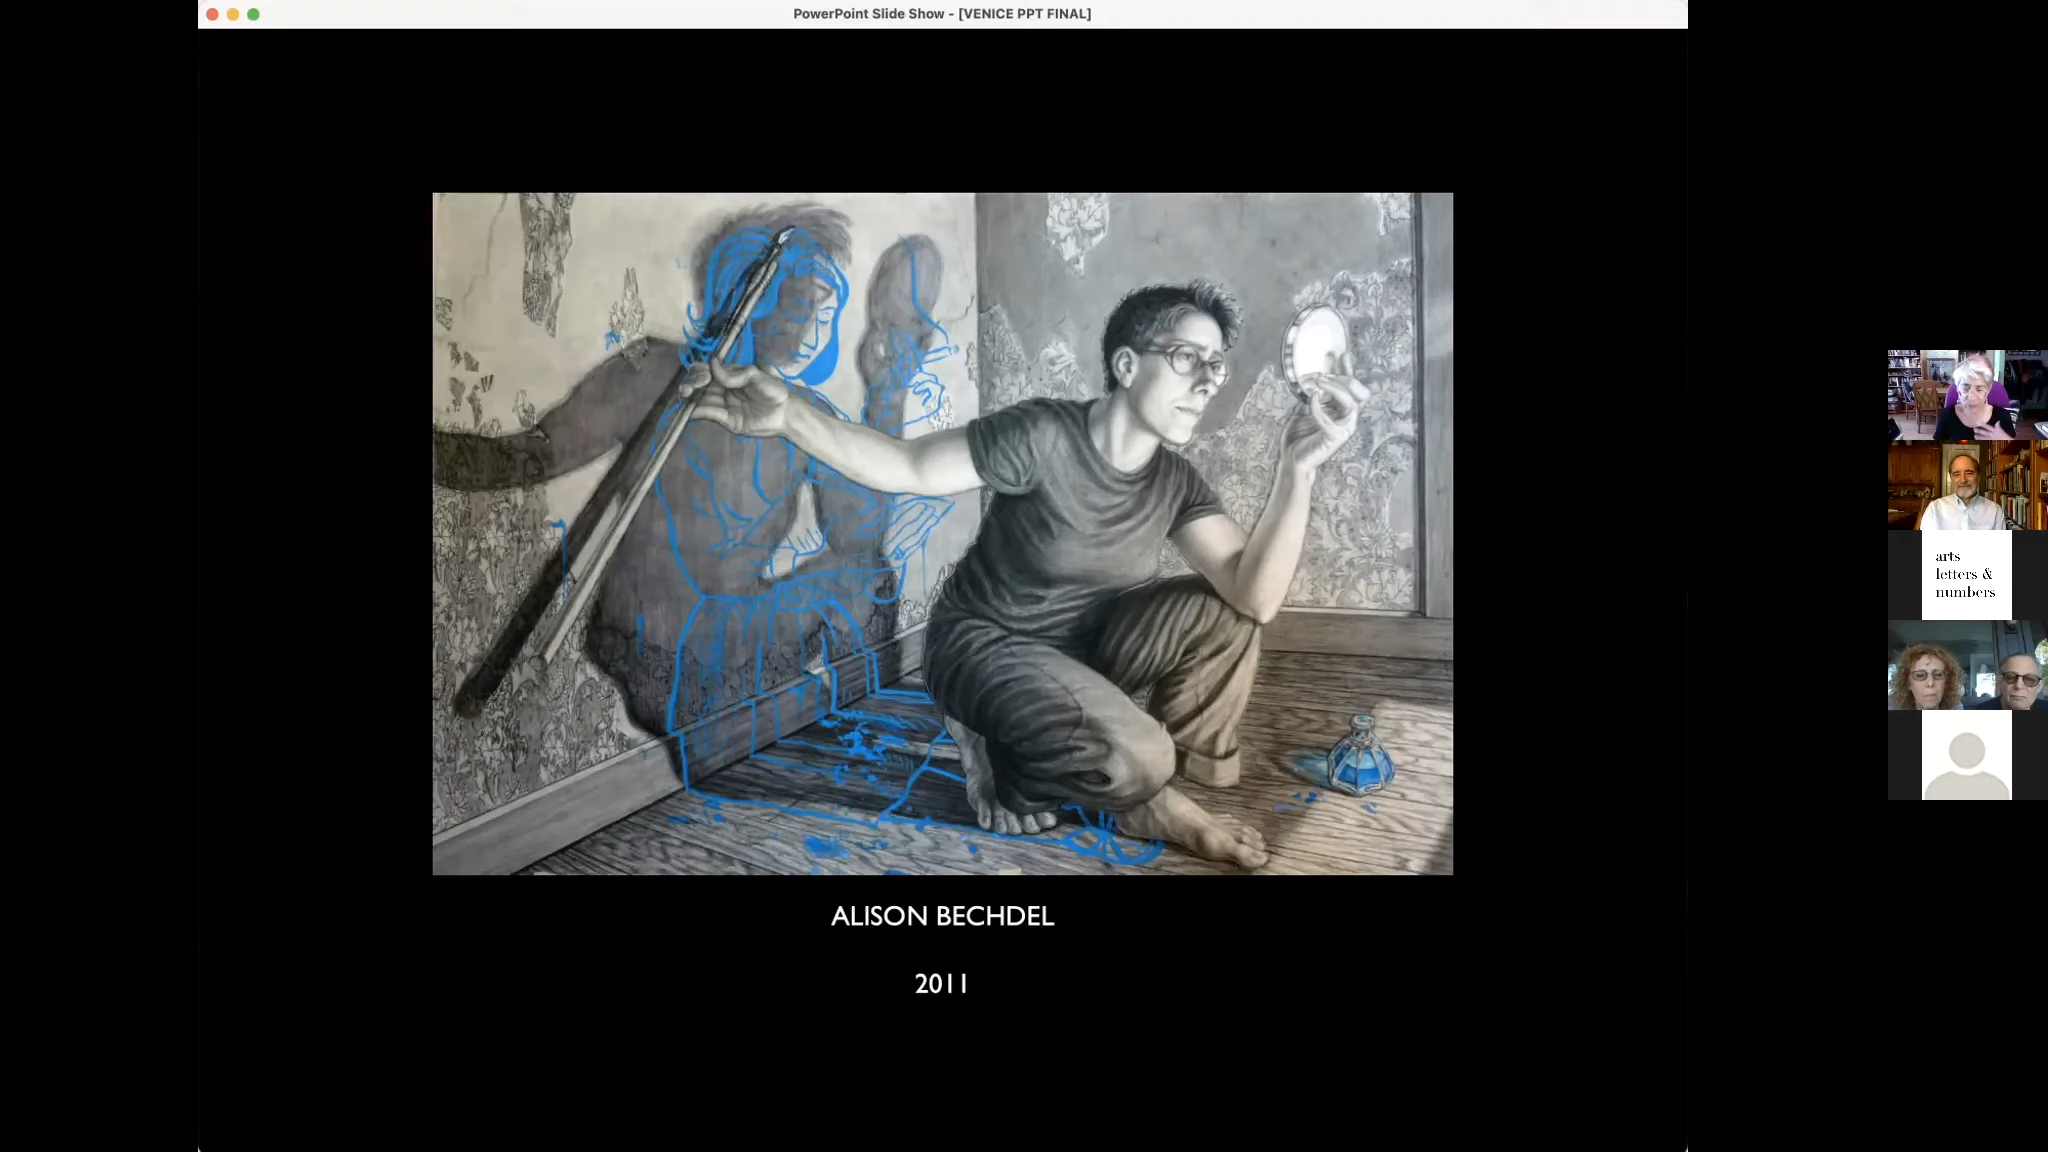 PowerPoint Slide Show - [VENICE PPT FINAL]
ALISON BECHDEL
2011
arts
letters &
numbers